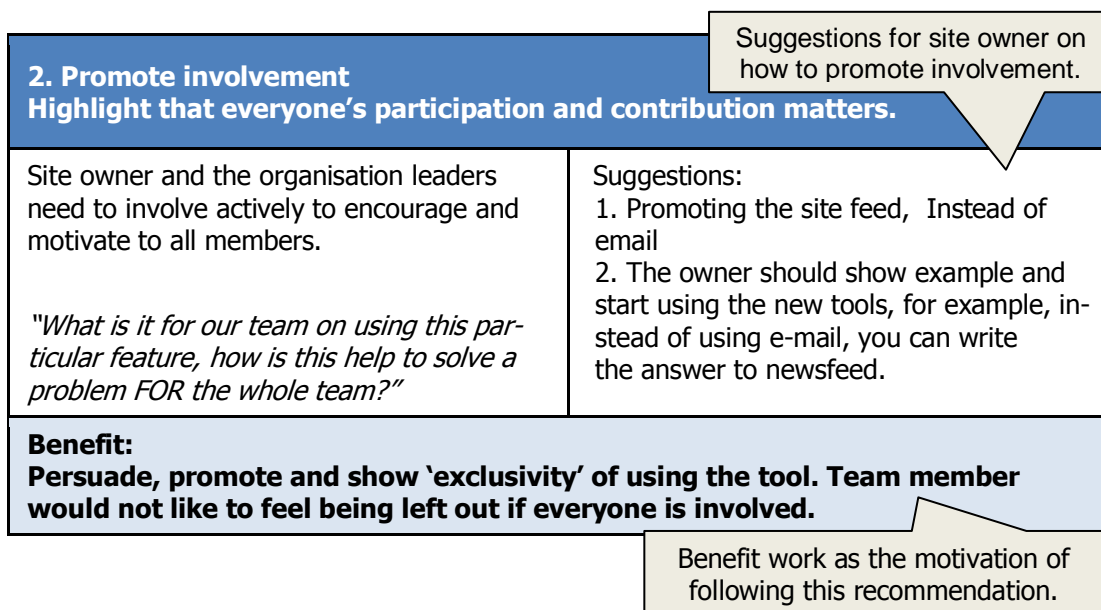 Suggestions for site owner on
how to promote involvement.
2. Promote involvement
Highlight that everyone’s participation and contribution matters.
Site owner and the organisation leaders
need to involve actively to encourage and
motivate to all members.
“What is it for our team on using this par-
ticular feature, how is this help to solve a
problem FOR the whole team?”
Suggestions:
1. Promoting the site feed,  Instead of
email
2. The owner should show example and
start using the new tools, for example, in-
stead of using e-mail, you can write
the answer to newsfeed.
Benefit:
Persuade, promote and show ‘exclusivity’ of using the tool. Team member
would not like to feel being left out if everyone is involved.
Benefit work as the motivation of
following this recommendation.